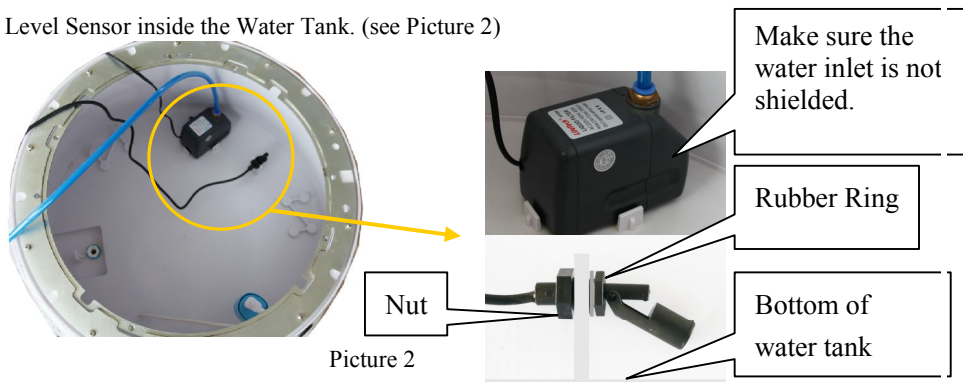 Level Sensor inside the Water Tank. (see Picture 2)
Make sure the
water inlet is not
shielded.
Rubber Ring
Nut
Bottom of
water tank
Picture 2